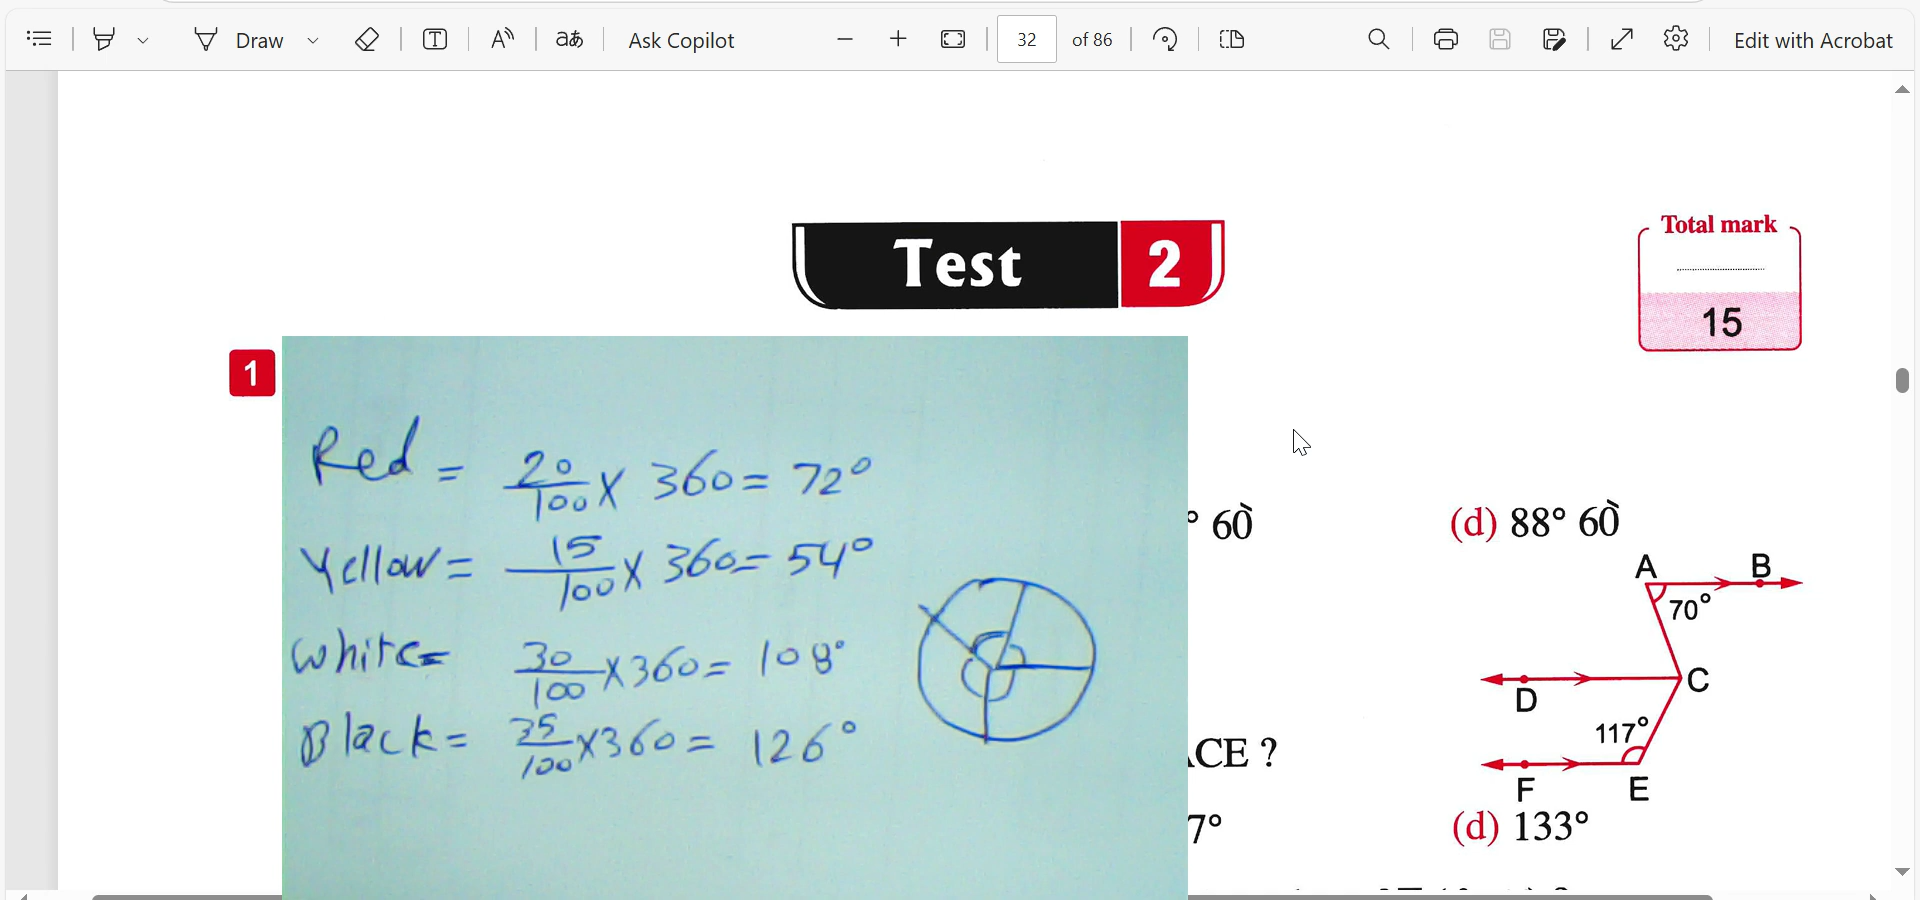 Ask Copilot
Draw
32 of 86
Edit with Acrobat
Test 2
Total mark
15
1
Red = 20/100 X 360 = 72°
Yellow = 15/100 X 360 = 54°
White = 30/100 X 360 = 108°
Black = 35/100 X 360 = 126°
° 60̀
(d) 88° 60̀
A B
70°
D C
117°
F E
CE ?
7°
(d) 133°